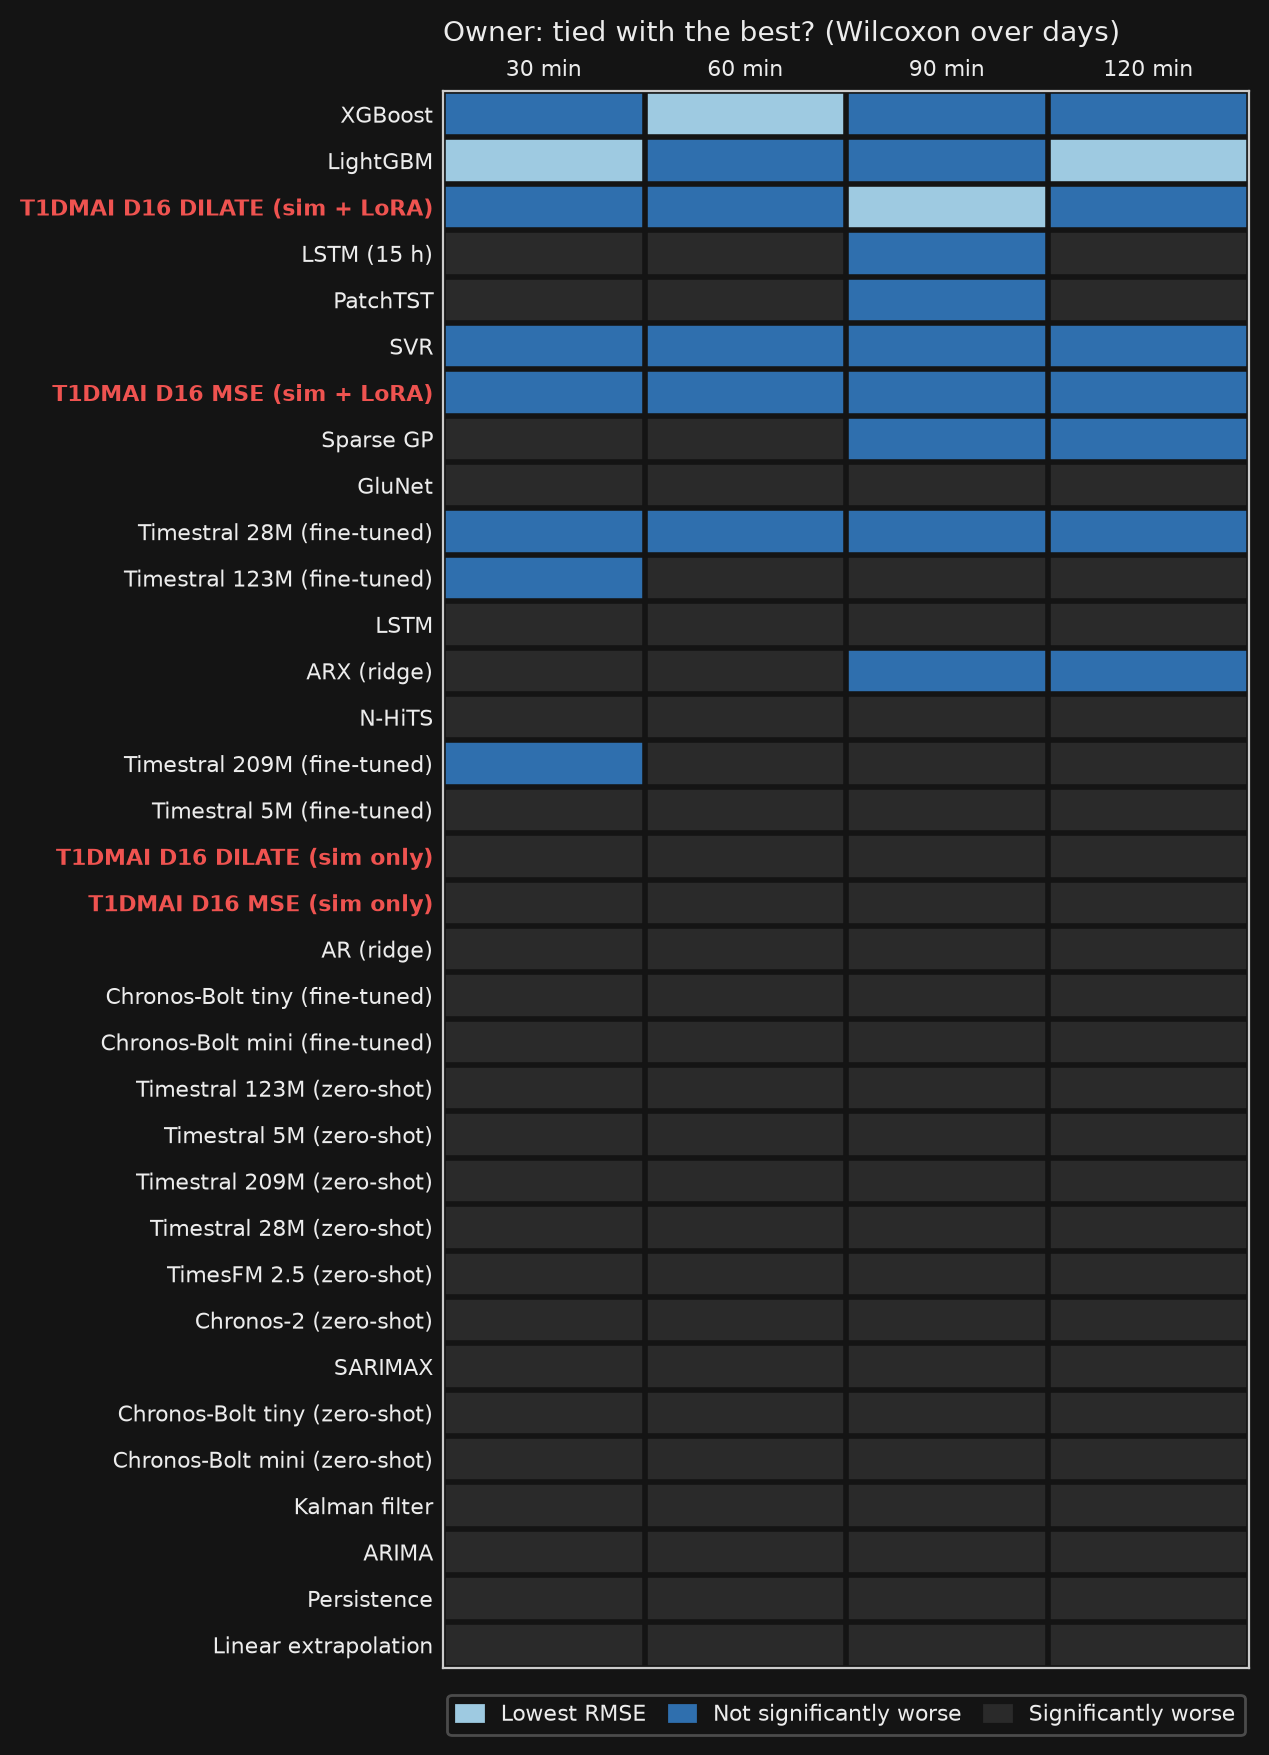 Owner: tied with the best? (Wilcoxon over days)
30 min 60 min 90 min 120 min
XGBoost
LightGBM
T1DMAI D16 DILATE (sim + LoRA)
LSTM (15 h)
PatchTST
SVR
T1DMAI D16 MSE (sim + LoRA)
Sparse GP
GluNet
Timestral 28M (fine-tuned)
Timestral 123M (fine-tuned)
LSTM
ARX (ridge)
N-HiTS
Timestral 209M (fine-tuned)
Timestral 5M (fine-tuned)
T1DMAI D16 DILATE (sim only)
T1DMAI D16 MSE (sim only)
AR (ridge)
Chronos-Bolt tiny (fine-tuned)
Chronos-Bolt mini (fine-tuned)
Timestral 123M (zero-shot)
Timestral 5M (zero-shot)
Timestral 209M (zero-shot)
Timestral 28M (zero-shot)
TimesFM 2.5 (zero-shot)
Chronos-2 (zero-shot)
SARIMAX
Chronos-Bolt tiny (zero-shot)
Chronos-Bolt mini (zero-shot)
Kalman filter
ARIMA
Persistence
Linear extrapolation
Lowest RMSE Not significantly worse Significantly worse